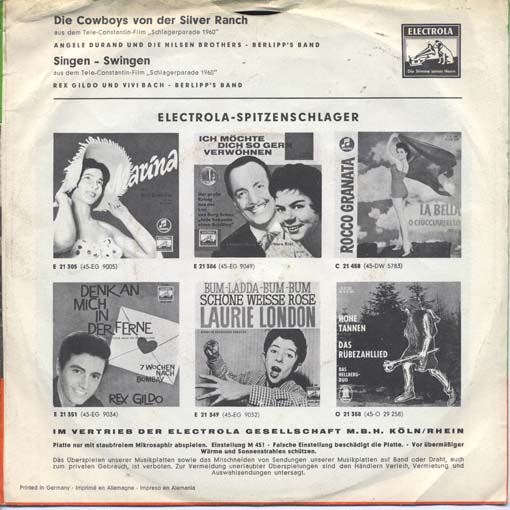 Die Cowboys von der Silver Ranch
aus dem Tele-Constantin-Film „Schlagerparade 1960"
ANGELE DURAND UND DIE NILSEN BROTHERS - BERLIPP'S BAND
Singen - Swingen
aus dem Tele-Constantin-Film „Schlagerparade 1960"
REX GILDO UND VIVI BACH - BERLIPP'S BAND
ELECTROLA
Die Stimme seines Herrn
ELECTROLA-SPITZENSCHLAGER
Marina
E 21 305 (45-EG 9005)
ICH MÖCHTE
DICH SO GERN
VERWÖHNEN
Der große
Erfolg
aus der
E 21 384 (45-EG 9049)
ROCCO GRANATA
LA BELLA
O CIUCCIARIELLO
C 21 468 (45-DW 5783)
DENK AN
MICH
IN
DER FERNE
7 WOCHEN
NACH
BOMBAY
REX GILDO
E 21 351 (45-EG 9034)
BUM-LADDA-BUM-BUM
SCHÖNE WEISSE ROSE
LAURIE LONDON
E 21 349 (45-EG 9032)
HOHE
TANNEN
DAS
RÜBEZAHLLIED
DAS
HELLBERG-
DUO
O 21 358 (45-O 29 258)
IM VERTRIEB DER ELECTROLA GESELLSCHAFT M.B.H. KÖLN/RHEIN
Platte nur mit staubfreiem Mikrosaphir abspielen. Einstellung M 45! - Falsche Einstellung beschädigt die Platte. - Vor übermäßiger
Wärme und Sonnenstrahlen schützen.
Das Überspielen unserer Musikplatten sowie das Mitschneiden von Sendungen unserer Musikplatten auf Band oder Draht, auch
zum privaten Gebrauch, ist verboten. Zur Vermeidung unerlaubter Überspielungen sind den Händlern Verleih, Vermietung und
Auswahlsendungen untersagt.
Printed in Germany - Imprimé en Allemagne - Impreso en Alemania